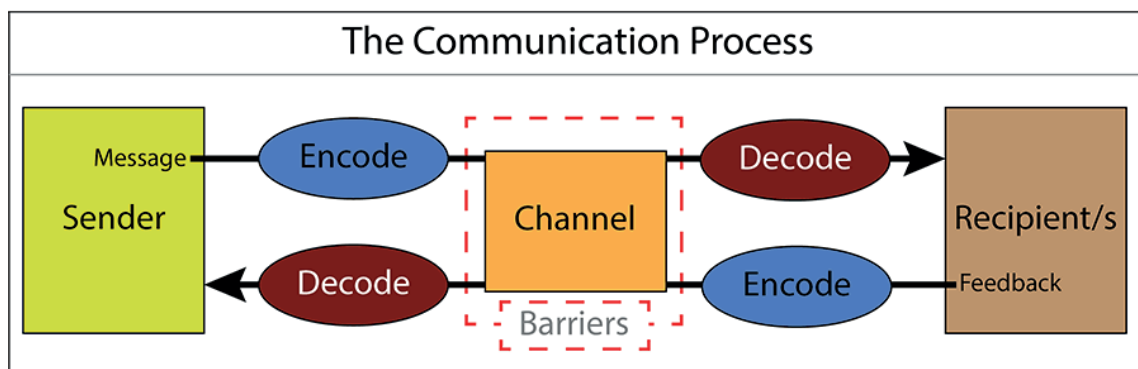 The Communication Process
Message
Encode
Decode
Sender
Channel
Recipient/s
Decode
Encode
Feedback
Barriers